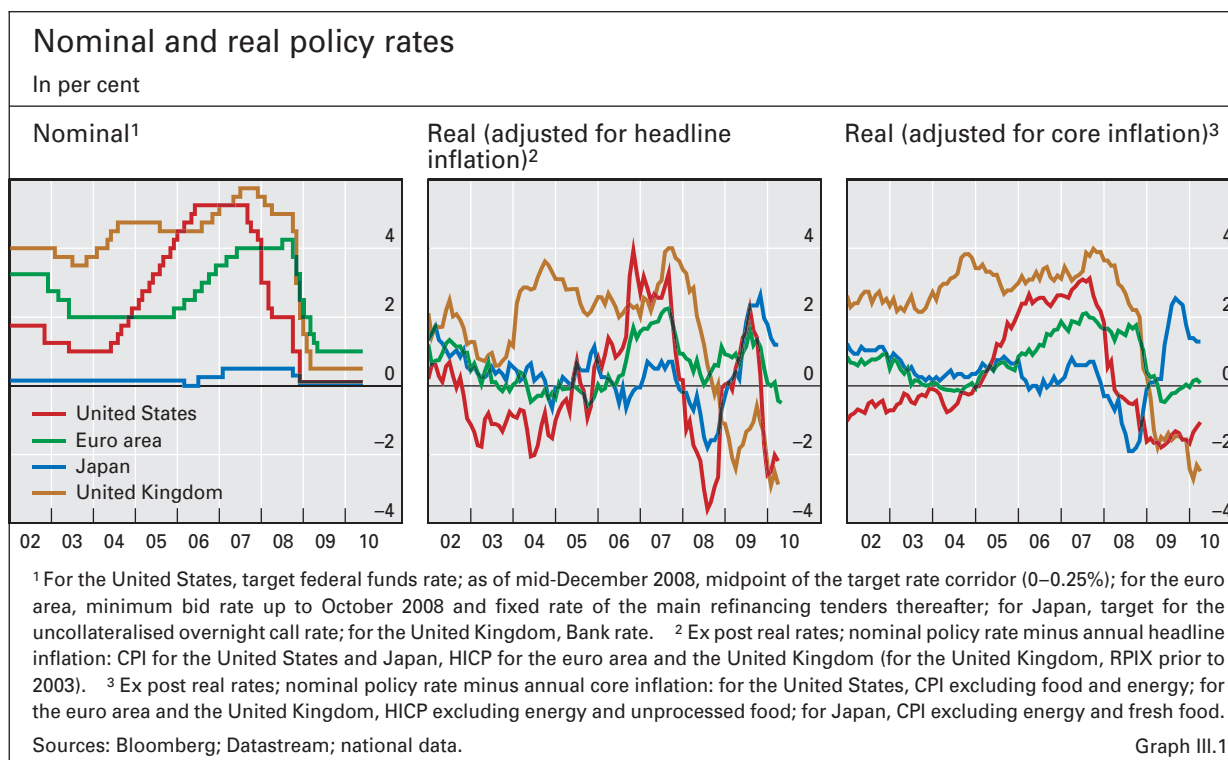 Nominal and real policy rates
In per cent
Nominal¹
Real (adjusted for headline
inflation)²
Real (adjusted for core inflation)³
4
2
0
–2
–4
United States
Euro area
Japan
United Kingdom
02 03 04 05 06 07 08 09 10
4
2
0
–2
–4
02 03 04 05 06 07 08 09 10
4
2
0
–2
–4
02 03 04 05 06 07 08 09 10
¹ For the United States, target federal funds rate; as of mid-December 2008, midpoint of the target rate corridor (0–0.25%); for the euro
area, minimum bid rate up to October 2008 and fixed rate of the main refinancing tenders thereafter; for Japan, target for the
uncollateralised overnight call rate; for the United Kingdom, Bank rate. ² Ex post real rates; nominal policy rate minus annual headline
inflation: CPI for the United States and Japan, HICP for the euro area and the United Kingdom (for the United Kingdom, RPIX prior to
2003). ³ Ex post real rates; nominal policy rate minus annual core inflation: for the United States, CPI excluding food and energy; for
the euro area and the United Kingdom, HICP excluding energy and unprocessed food; for Japan, CPI excluding energy and fresh food.
Sources: Bloomberg; Datastream; national data.
Graph III.1